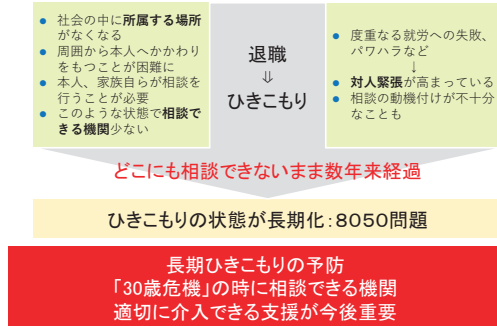 ● 社会の中に所属する場所
がなくなる
● 周囲から本人へかかわり
をもつことが困難に
● 本人、家族自らが相談を
行うことが必要
● このような状態で相談で
きる機関少ない
退職
⇓
ひきこもり
● 度重なる就労への失敗、
パワハラなど
↓
● 対人緊張が高まっている
● 相談の動機付けが不十分
なことも
どこにも相談できないまま数年来経過
ひきこもりの状態が長期化：8050問題
長期ひきこもりの予防
「30歳危機」の時に相談できる機関
適切に介入できる支援が今後重要